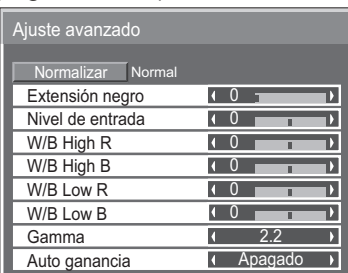 Ajuste avanzado
Normalizar Normal
Extensión negro 0
Nivel de entrada 0
W/B High R 0
W/B High B 0
W/B Low R 0
W/B Low B 0
Gamma 2.2
Auto ganancia Apagado